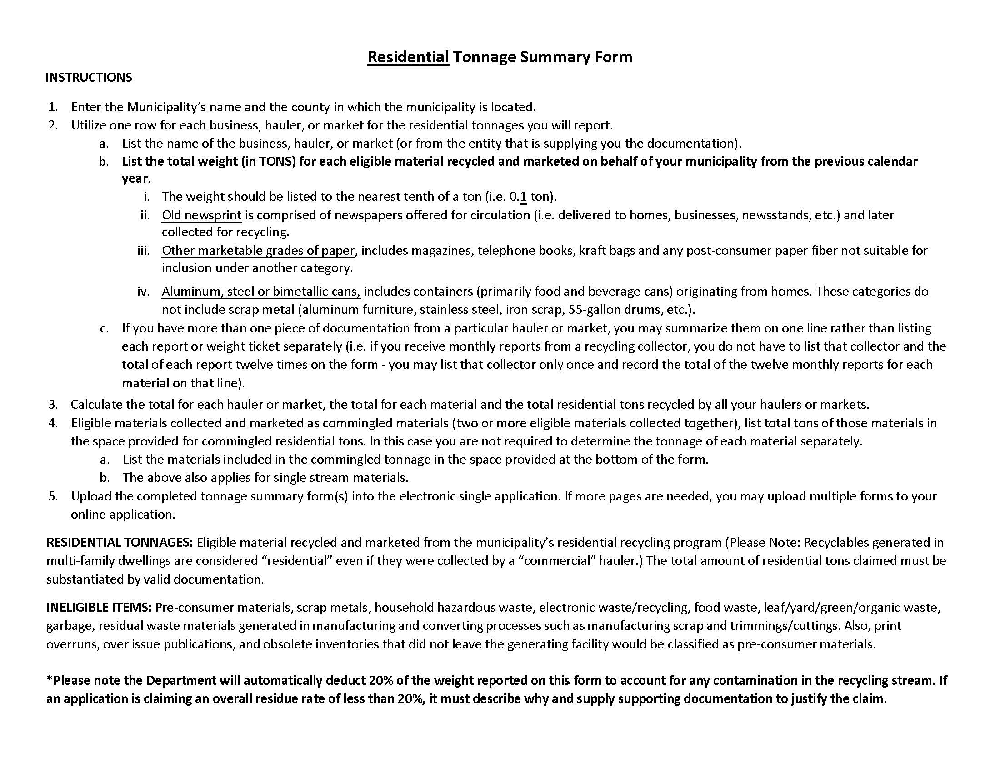 Residential Tonnage Summary Form
INSTRUCTIONS
1. Enter the Municipality’s name and the county in which the municipality is located.
2. Utilize one row for each business, hauler, or market for the residential tonnages you will report.
a. List the name of the business, hauler, or market (or from the entity that is supplying you the documentation).
b. List the total weight (in TONS) for each eligible material recycled and marketed on behalf of your municipality from the previous calendar
year.
i. The weight should be listed to the nearest tenth of a ton (i.e. 0.1 ton).
ii. Old newsprint is comprised of newspapers offered for circulation (i.e. delivered to homes, businesses, newsstands, etc.) and later
collected for recycling.
iii. Other marketable grades of paper, includes magazines, telephone books, kraft bags and any post-consumer paper fiber not suitable for
inclusion under another category.
iv. Aluminum, steel or bimetallic cans, includes containers (primarily food and beverage cans) originating from homes. These categories do
not include scrap metal (aluminum furniture, stainless steel, iron scrap, 55-gallon drums, etc.).
c. If you have more than one piece of documentation from a particular hauler or market, you may summarize them on one line rather than listing
each report or weight ticket separately (i.e. if you receive monthly reports from a recycling collector, you do not have to list that collector and the
total of each report twelve times on the form - you may list that collector only once and record the total of the twelve monthly reports for each
material on that line).
3. Calculate the total for each hauler or market, the total for each material and the total residential tons recycled by all your haulers or markets.
4. Eligible materials collected and marketed as commingled materials (two or more eligible materials collected together), list total tons of those materials in
the space provided for commingled residential tons. In this case you are not required to determine the tonnage of each material separately.
a. List the materials included in the commingled tonnage in the space provided at the bottom of the form.
b. The above also applies for single stream materials.
5. Upload the completed tonnage summary form(s) into the electronic single application. If more pages are needed, you may upload multiple forms to your
online application.
RESIDENTIAL TONNAGES: Eligible material recycled and marketed from the municipality’s residential recycling program (Please Note: Recyclables generated in
multi-family dwellings are considered “residential” even if they were collected by a “commercial” hauler.) The total amount of residential tons claimed must be
substantiated by valid documentation.
INELIGIBLE ITEMS: Pre-consumer materials, scrap metals, household hazardous waste, electronic waste/recycling, food waste, leaf/yard/green/organic waste,
garbage, residual waste materials generated in manufacturing and converting processes such as manufacturing scrap and trimmings/cuttings. Also, print
overruns, over issue publications, and obsolete inventories that did not leave the generating facility would be classified as pre-consumer materials.
*Please note the Department will automatically deduct 20% of the weight reported on this form to account for any contamination in the recycling stream. If
an application is claiming an overall residue rate of less than 20%, it must describe why and supply supporting documentation to justify the claim.